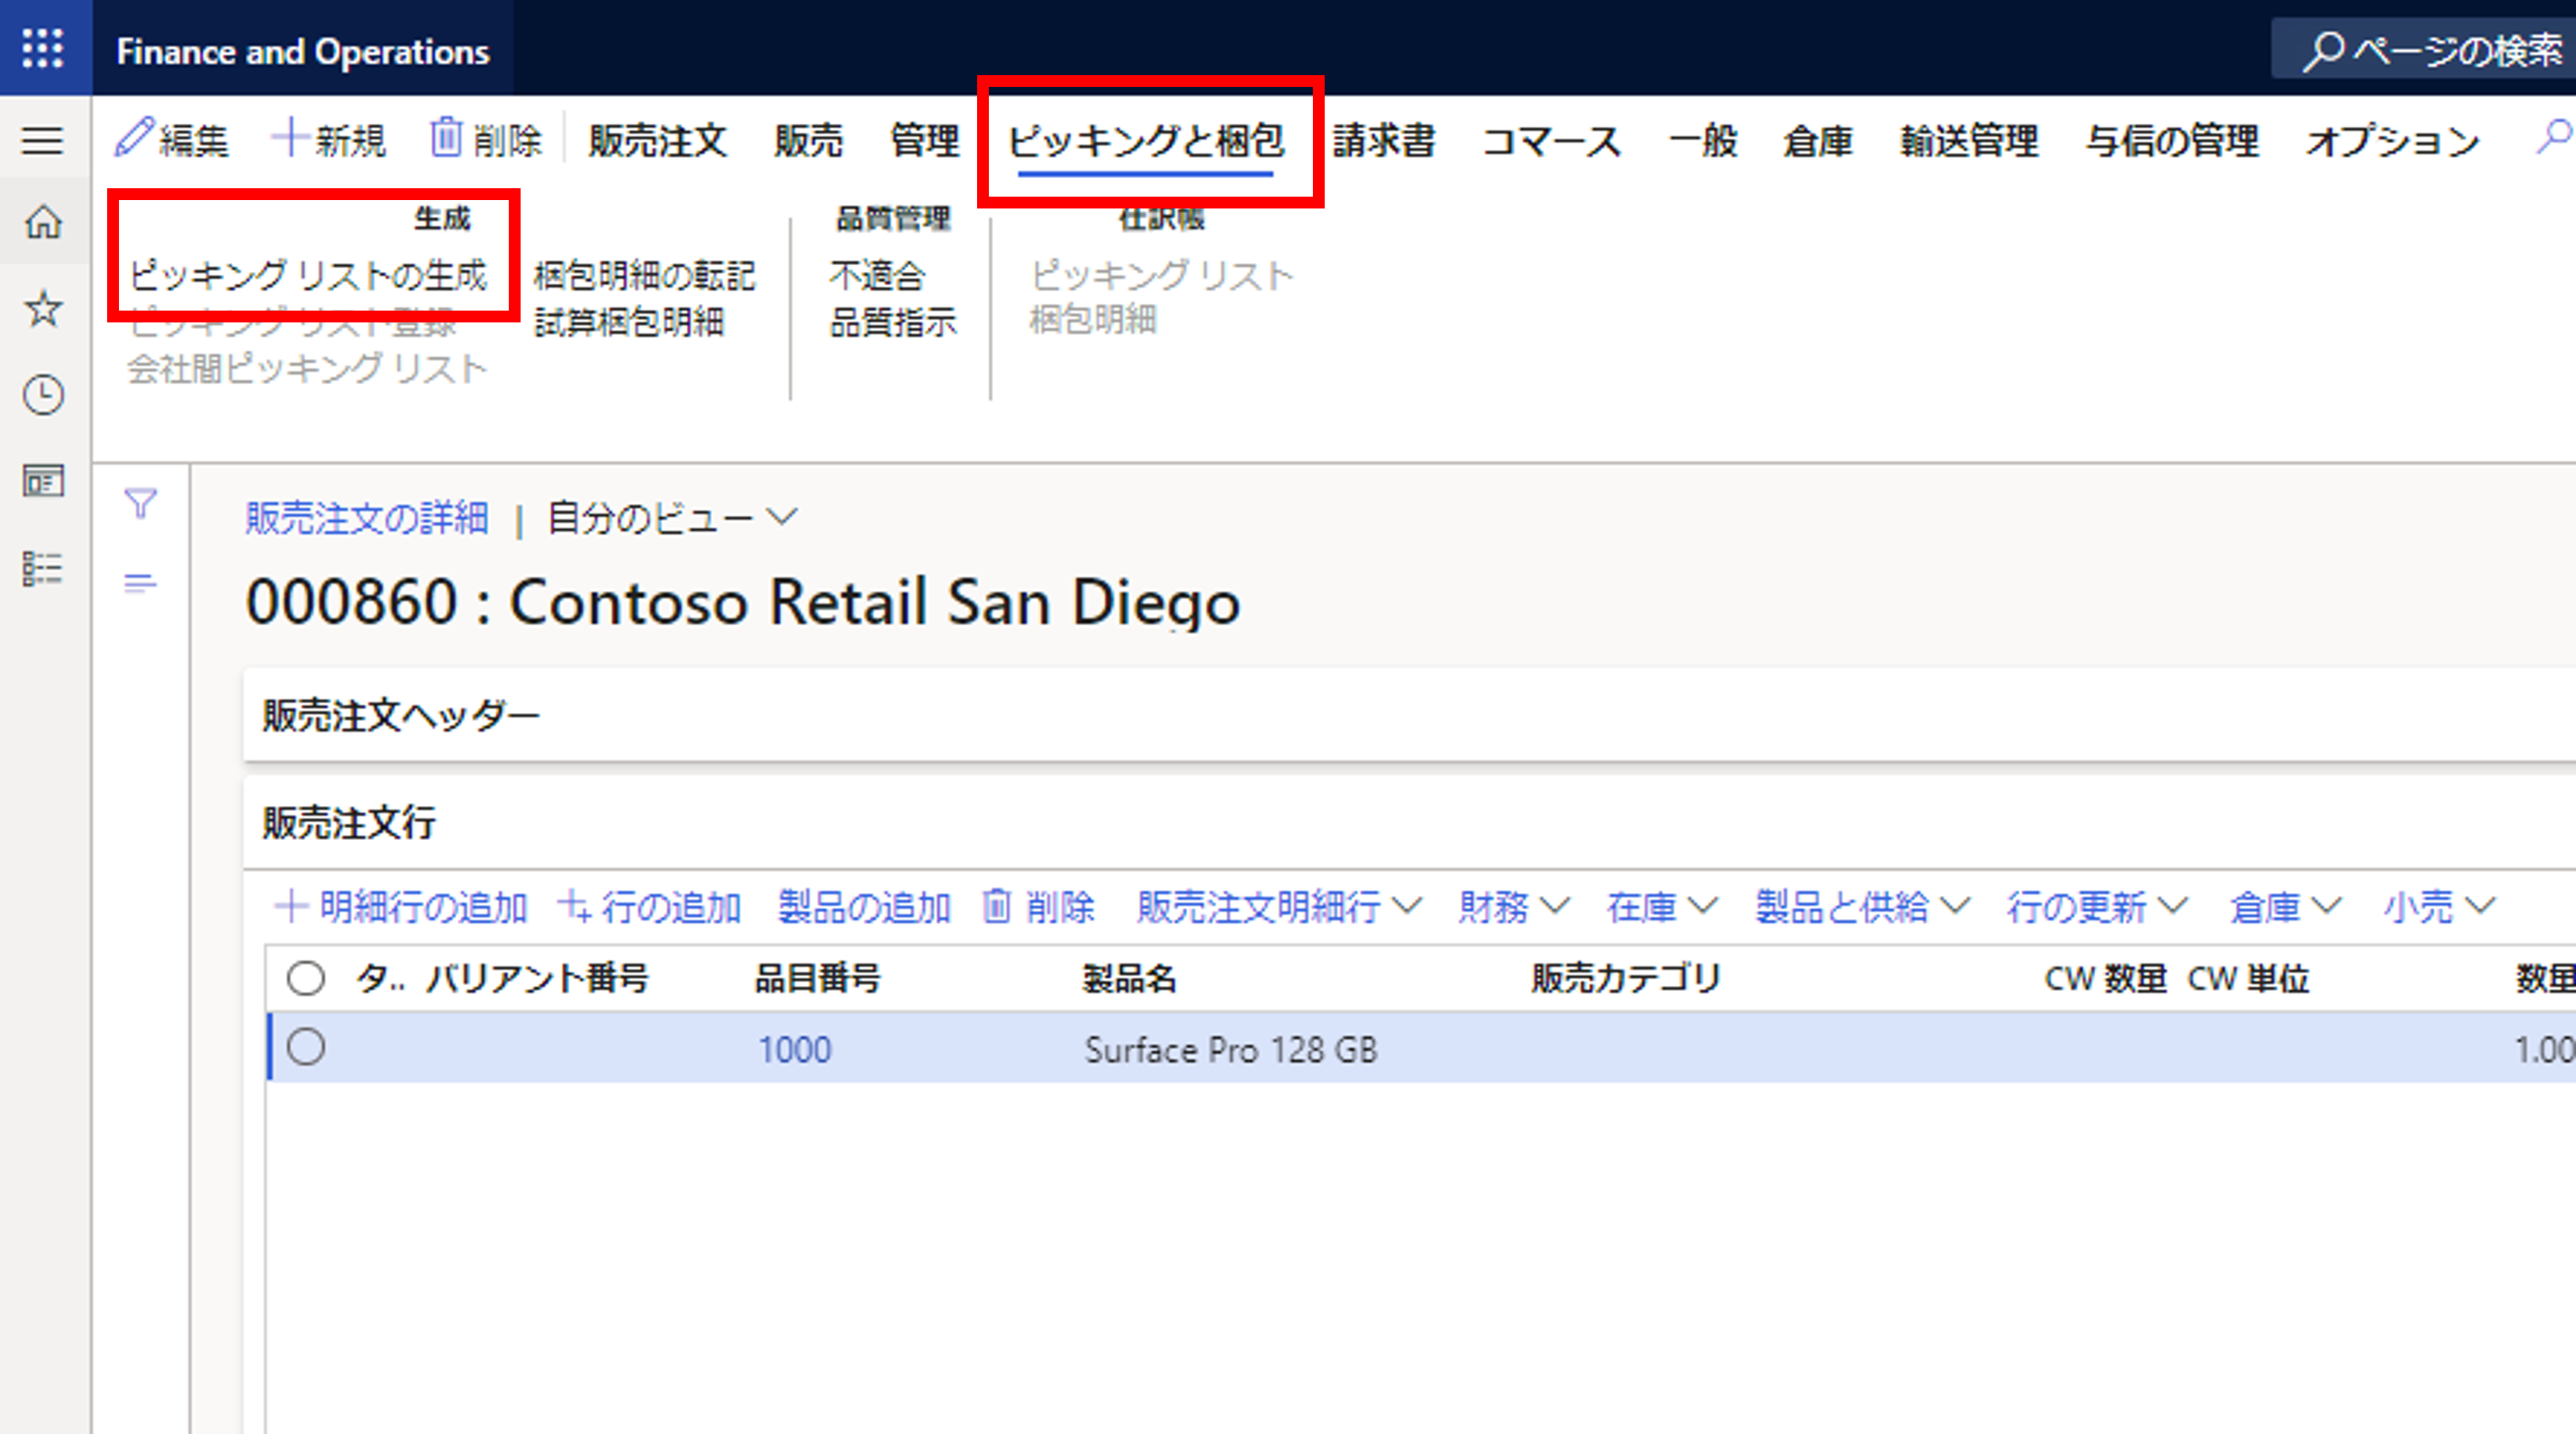 Finance and Operations
ページの検索
編集 新規 削除 販売注文 販売 管理 ピッキングと梱包 請求書 コマース 一般 倉庫 輸送管理 与信の管理 オプション
生成 品質管理 仕訳帳
ピッキング リストの生成 梱包明細の転記 不適合 ピッキング リスト
ピッキング リスト登録 試算梱包明細 品質指示 梱包明細
会社間ピッキング リスト
販売注文の詳細 | 自分のビュー
000860 : Contoso Retail San Diego
販売注文ヘッダー
販売注文行
明細行の追加 行の追加 製品の追加 削除 販売注文明細行 財務 在庫 製品と供給 行の更新 倉庫 小売
タ.. バリアント番号 品目番号 製品名 販売カテゴリ CW 数量 CW 単位 数量
1000 Surface Pro 128 GB 1.00